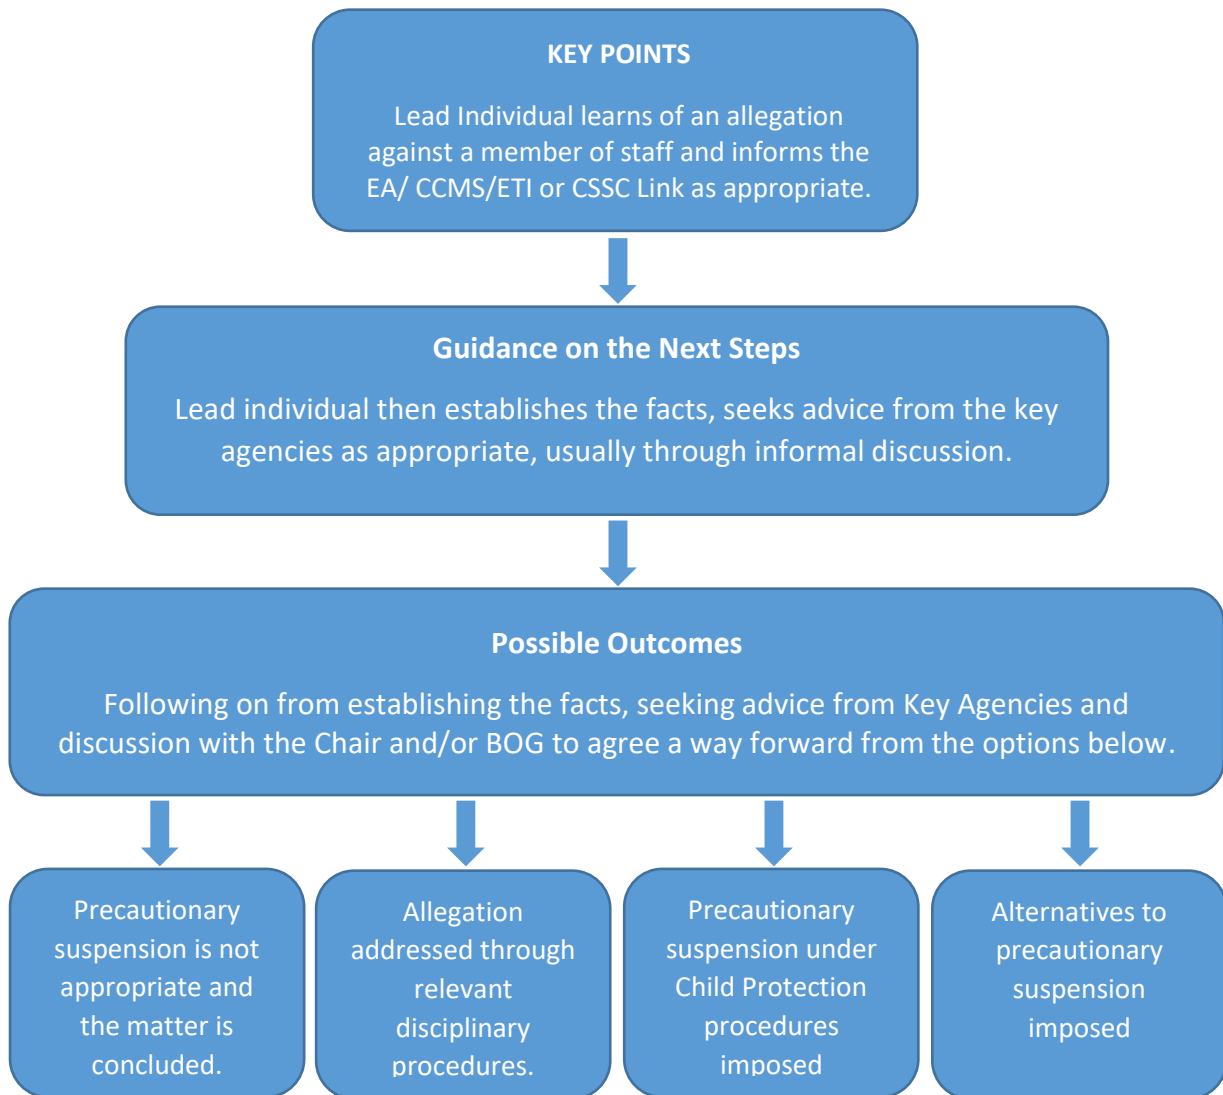 KEY POINTS
Lead Individual learns of an allegation
against a member of staff and informs the
EA/ CCMS/ETI or CSSC Link as appropriate.
Guidance on the Next Steps
Lead individual then establishes the facts, seeks advice from the key
agencies as appropriate, usually through informal discussion.
Possible Outcomes
Following on from establishing the facts, seeking advice from Key Agencies and
discussion with the Chair and/or BOG to agree a way forward from the options below.
Precautionary
suspension is not
appropriate and
the matter is
concluded.
Allegation
addressed through
relevant
disciplinary
procedures.
Precautionary
suspension under
Child Protection
procedures
imposed
Alternatives to
precautionary
suspension
imposed